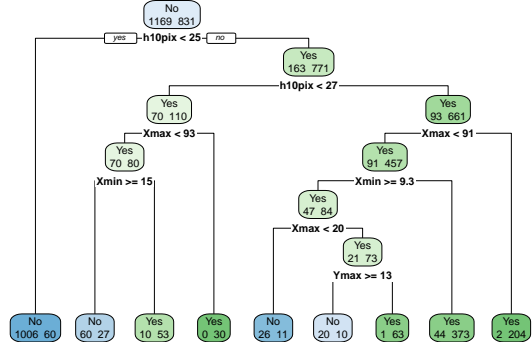 No
1169 831
yes h10pix < 25 no
Yes
163 771
h10pix < 27
Yes
70 110
Yes
93 661
Xmax < 93
Xmax < 91
Yes
70 80
Yes
91 457
Xmin >= 15
Xmin >= 9.3
Yes
47 84
Xmax < 20
Yes
21 73
Ymax >= 13
No
1006 60
No
60 27
Yes
10 53
Yes
0 30
No
26 11
No
20 10
Yes
1 63
Yes
44 373
Yes
2 204